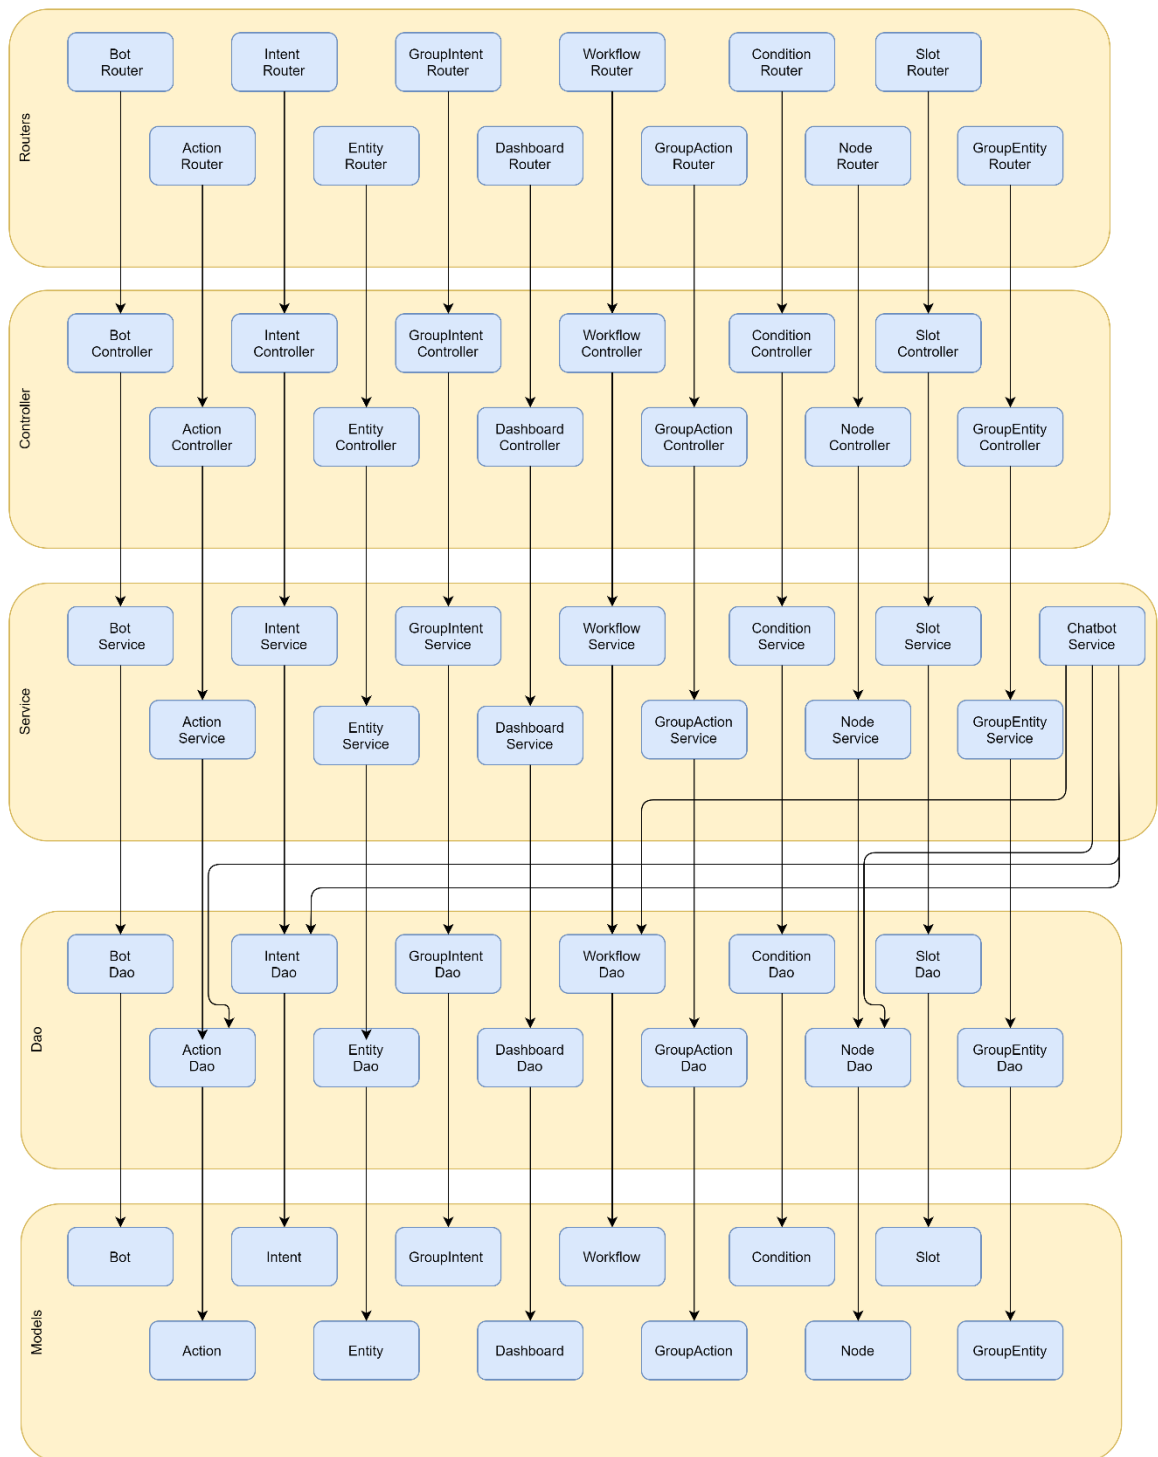 Routers
Bot
Router
Intent
Router
GroupIntent
Router
Workflow
Router
Condition
Router
Slot
Router
Action
Router
Entity
Router
Dashboard
Router
GroupAction
Router
Node
Router
GroupEntity
Router
Controller
Bot
Controller
Intent
Controller
GroupIntent
Controller
Workflow
Controller
Condition
Controller
Slot
Controller
Action
Controller
Entity
Controller
Dashboard
Controller
GroupAction
Controller
Node
Controller
GroupEntity
Controller
Service
Bot
Service
Intent
Service
GroupIntent
Service
Workflow
Service
Condition
Service
Slot
Service
Chatbot
Service
Action
Service
Entity
Service
Dashboard
Service
GroupAction
Service
Node
Service
GroupEntity
Service
Dao
Bot
Dao
Intent
Dao
GroupIntent
Dao
Workflow
Dao
Condition
Dao
Slot
Dao
Action
Dao
Entity
Dao
Dashboard
Dao
GroupAction
Dao
Node
Dao
GroupEntity
Dao
Models
Bot
Intent
GroupIntent
Workflow
Condition
Slot
Action
Entity
Dashboard
GroupAction
Node
GroupEntity